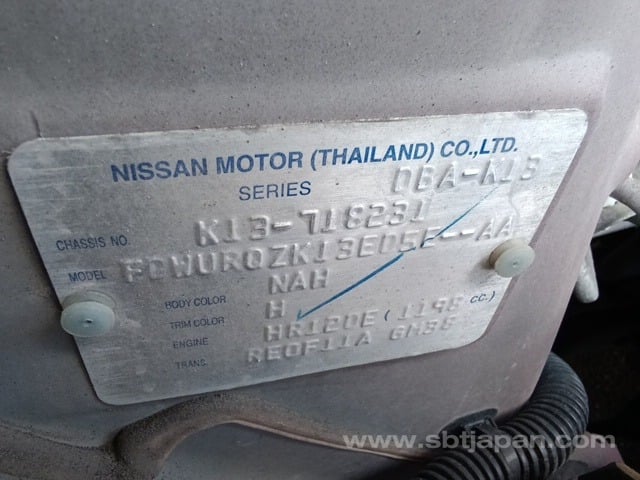 NISSAN MOTOR (THAILAND) CO.,LTD.
SERIES DBA-K13
CHASSIS NO. K13-718231
MODEL FDWUROZK13EDSE--AA
BODY COLOR NAH
TRIM COLOR H
ENGINE HR12DE (1198 CC.)
TRANS. RE0F11A GM38
www.sbtjapan.com